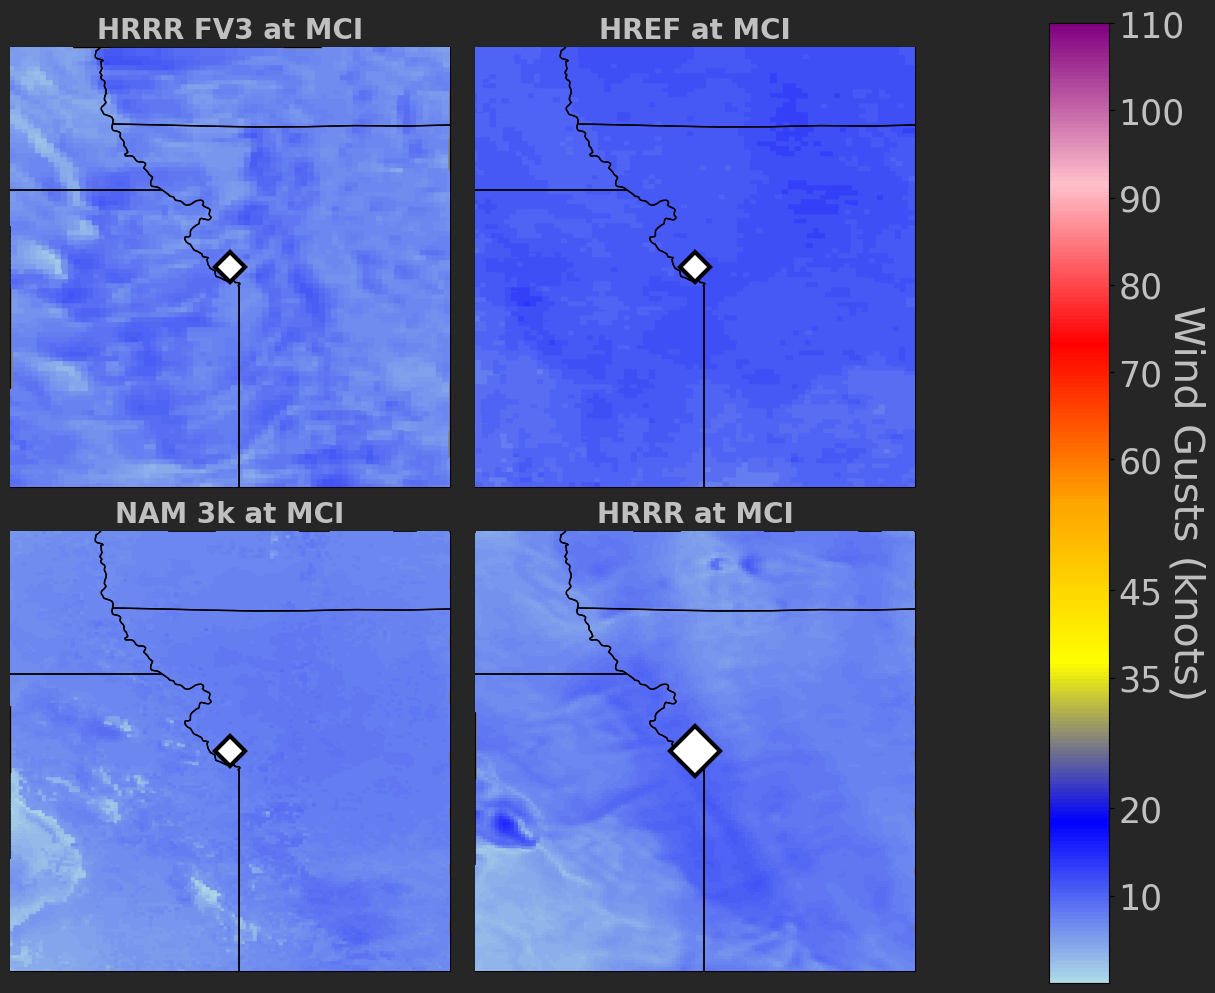 HRRR FV3 at MCI
HREF at MCI
NAM 3k at MCI
HRRR at MCI
110
100
90
80
70
60
45
35
20
10
Wind Gusts (knots)